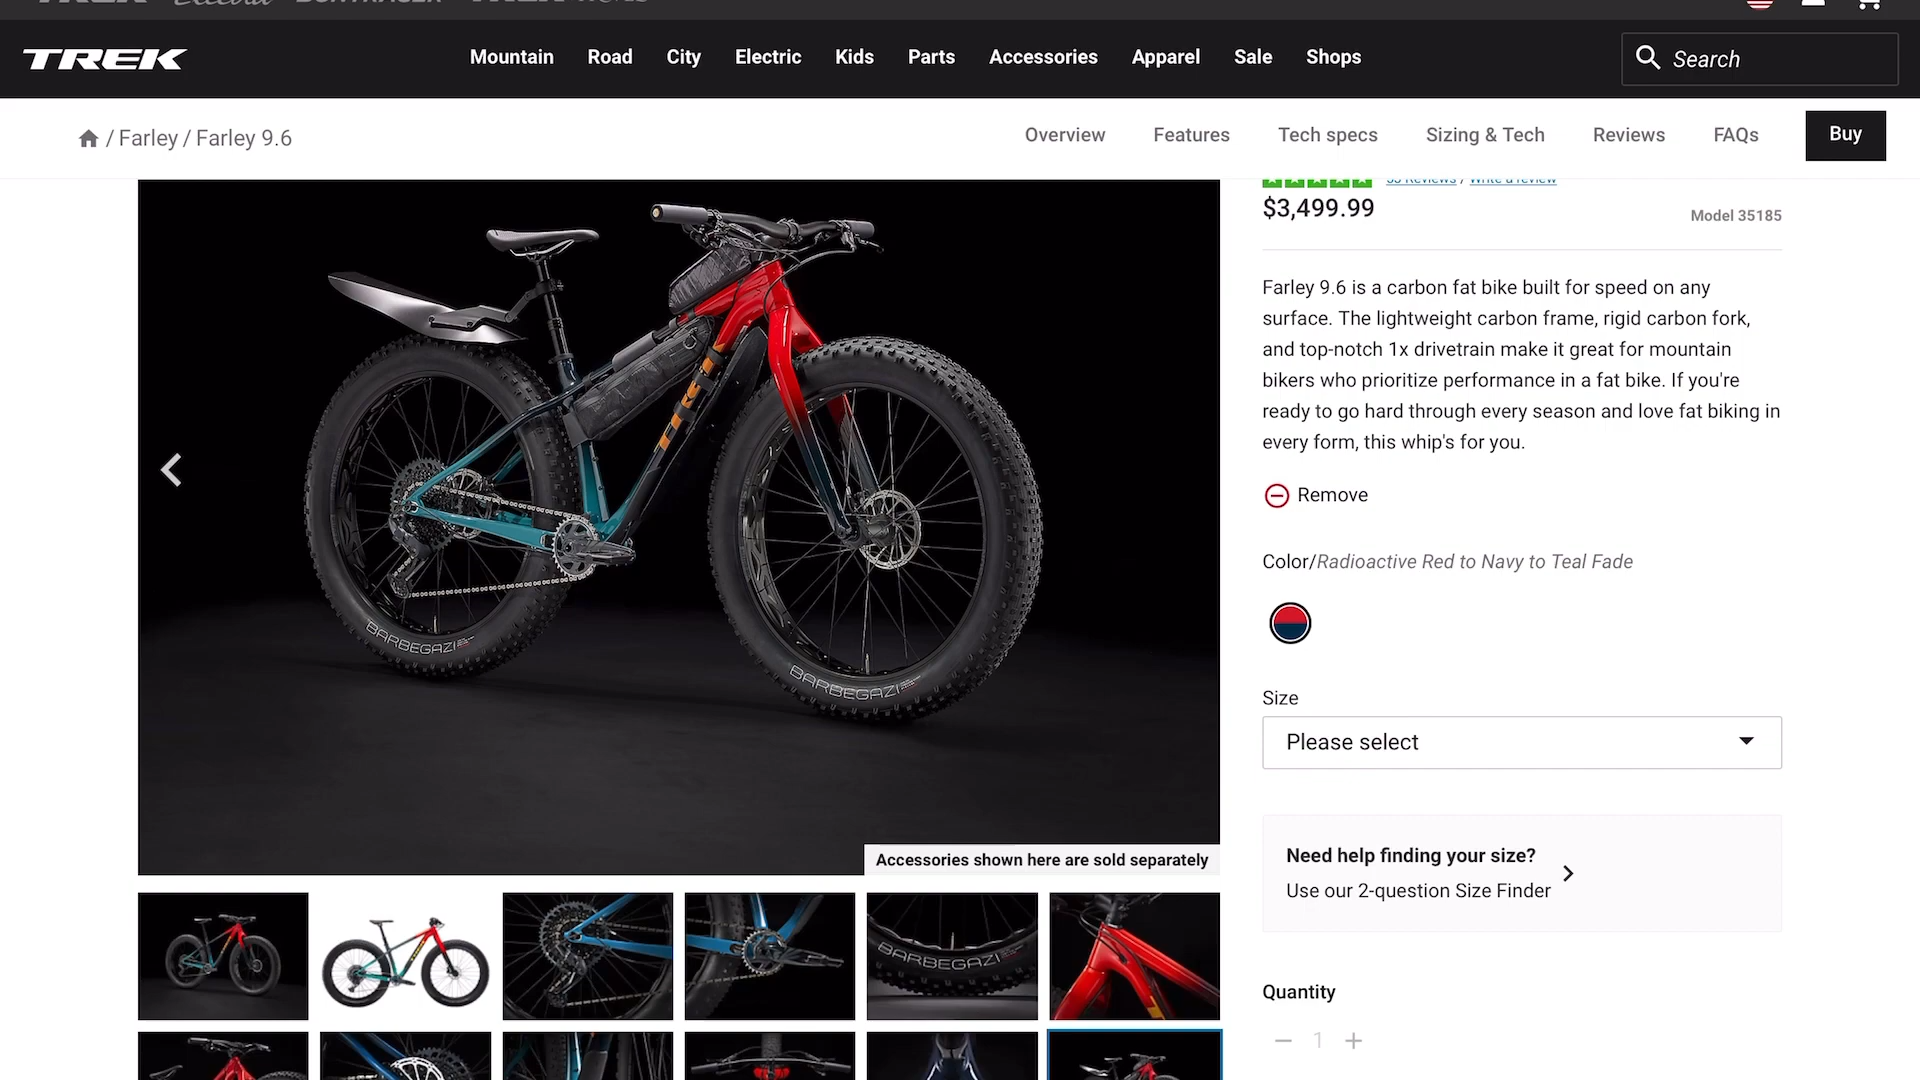 TREK
Mountain
Road
City
Electric
Kids
Parts
Accessories
Apparel
Sale
Shops
Search
/ Farley / Farley 9.6
Overview
Features
Tech specs
Sizing & Tech
Reviews
FAQs
Buy
53 Reviews / Write a review
$3,499.99
Model 35185
Farley 9.6 is a carbon fat bike built for speed on any
surface. The lightweight carbon frame, rigid carbon fork,
and top-notch 1x drivetrain make it great for mountain
bikers who prioritize performance in a fat bike. If you're
ready to go hard through every season and love fat biking in
every form, this whip's for you.
Remove
Color/Radioactive Red to Navy to Teal Fade
Size
Please select
Need help finding your size?
Use our 2-question Size Finder
Quantity
1
TREK
BARBEGAZI
BARBEGAZI
Accessories shown here are sold separately
BARBEGAZI